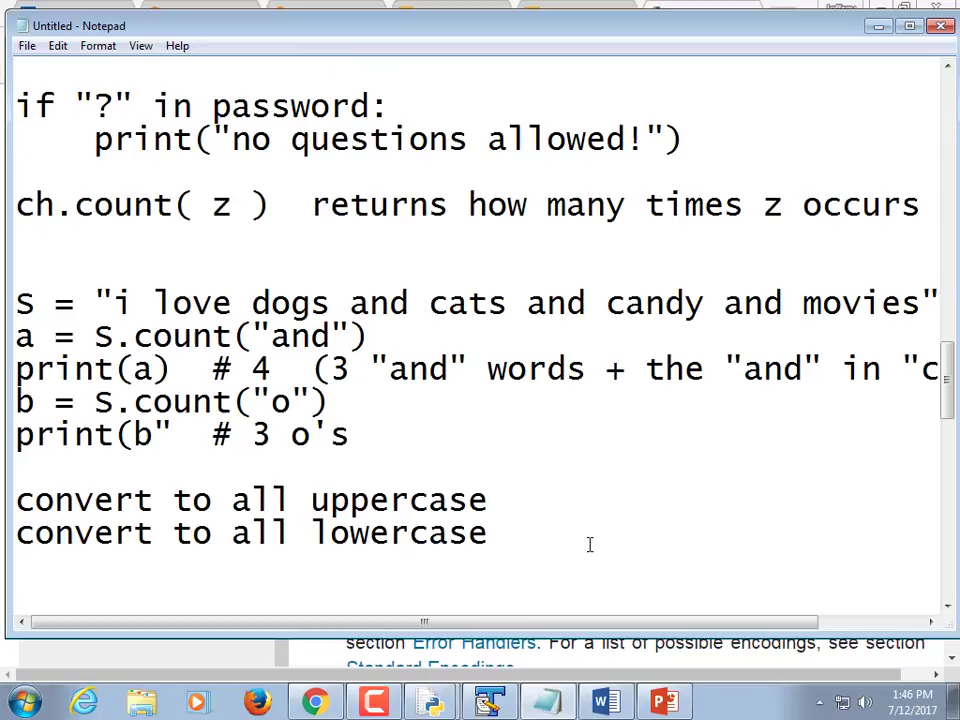 Untitled - Notepad
File Edit Format View Help
if "?" in password:
    print("no questions allowed!")
ch.count( z )  returns how many times z occurs
S = "i love dogs and cats and candy and movies"
a = S.count("and")
print(a)  # 4  (3 "and" words + the "and" in "c
b = S.count("o")
print(b"  # 3 o's
convert to all uppercase
convert to all lowercase
section Error Handlers. For a list of possible encodings, see section
Standard Encodings
1:46 PM
7/12/2017